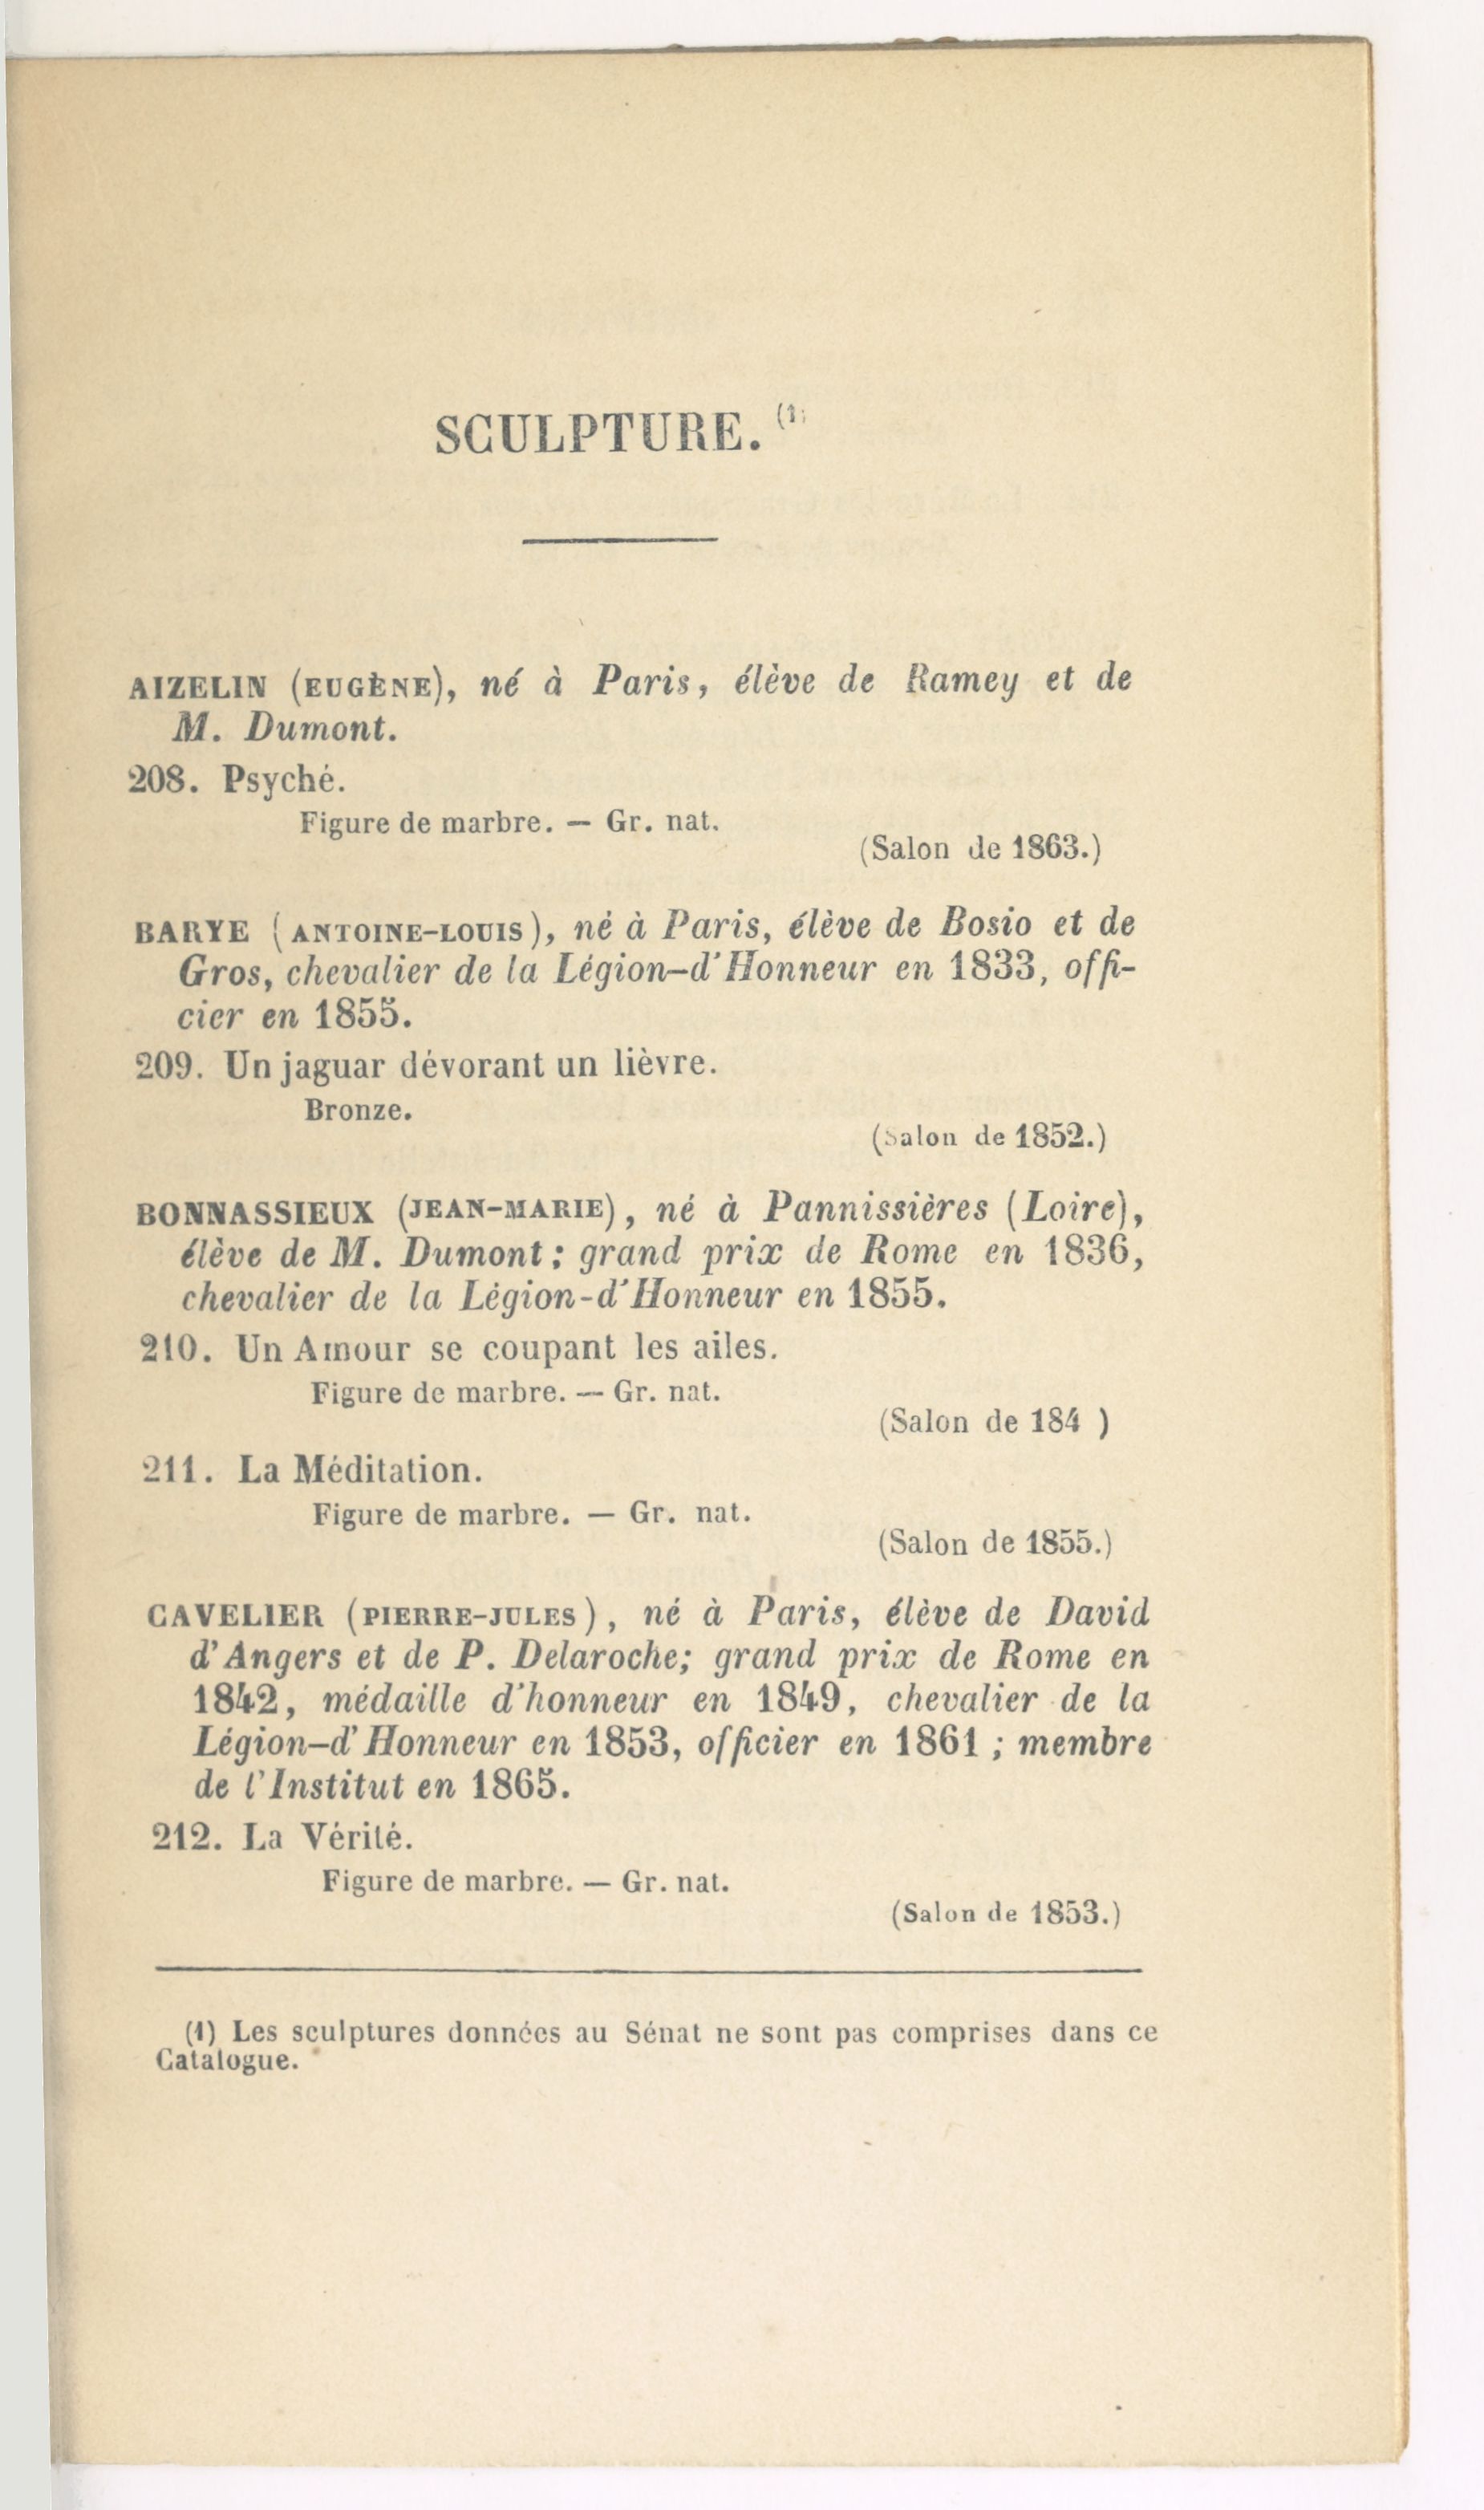 SCULPTURE. (1)
AIZELIN (EUGÈNE), né à Paris, élève de Ramey et de
M. Dumont.
208. Psyché.
Figure de marbre. — Gr. nat.
(Salon de 1863.)
BARYE (ANTOINE-LOUIS), né à Paris, élève de Bosio et de
Gros, chevalier de la Légion-d'Honneur en 1833, offi-
cier en 1855.
209. Un jaguar dévorant un lièvre.
Bronze.
(Salon de 1852.)
BONNASSIEUX (JEAN-MARIE), né à Pannissières (Loire),
élève de M. Dumont; grand prix de Rome en 1836,
chevalier de la Légion-d'Honneur en 1855.
210. Un Amour se coupant les ailes.
Figure de marbre. — Gr. nat.
(Salon de 184 )
211. La Méditation.
Figure de marbre. — Gr. nat.
(Salon de 1855.)
CAVELIER (PIERRE-JULES), né à Paris, élève de David
d'Angers et de P. Delaroche; grand prix de Rome en
1842, médaille d'honneur en 1849, chevalier de la
Légion-d'Honneur en 1853, officier en 1861; membre
de l'Institut en 1865.
212. La Vérité.
Figure de marbre. — Gr. nat.
(Salon de 1853.)
(1) Les sculptures données au Sénat ne sont pas comprises dans ce
Catalogue.